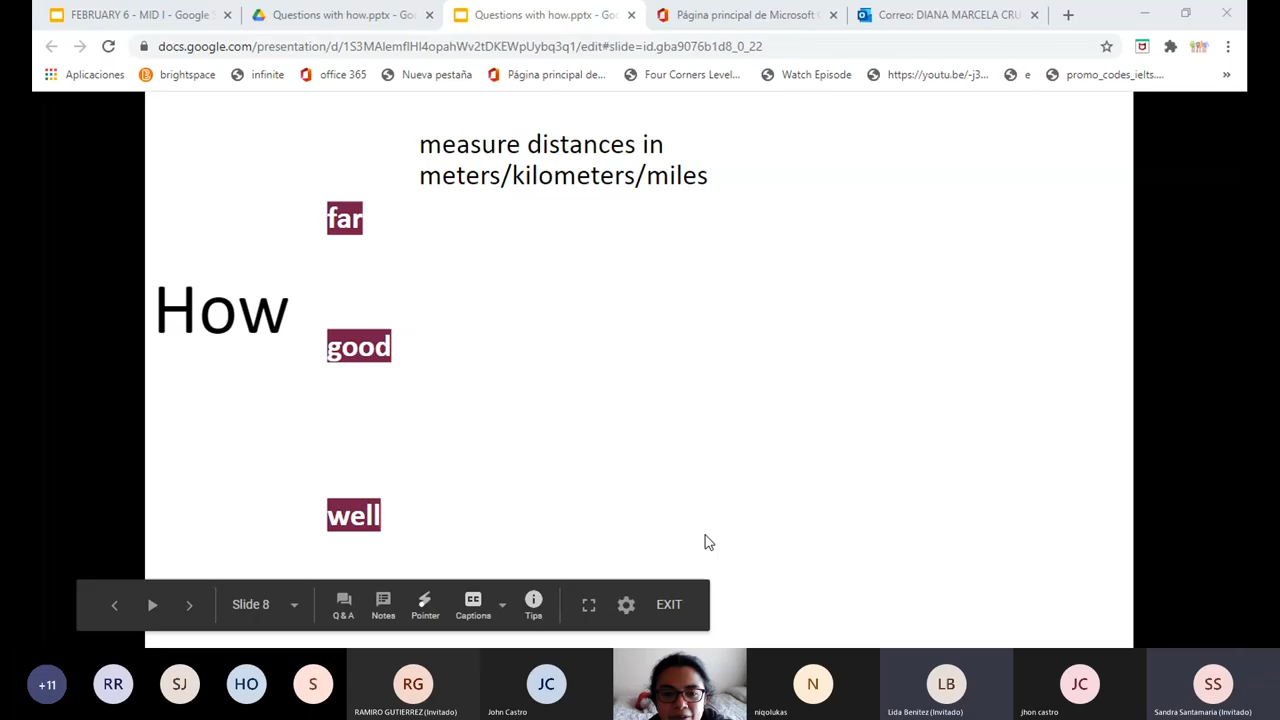 FEBRUARY 6 - MID I - Google S
Questions with how.pptx - Goo
Questions with how.pptx - Goo
Página principal de Microsoft O
Correo: DIANA MARCELA CRU
docs.google.com/presentation/d/1S3MAlemflHl4opahWv2tDKEWpUybq3q1/edit#slide=id.gba9076b1d8_0_22
Aplicaciones
brightspace
infinite
office 365
Nueva pestaña
Página principal de...
Four Corners Level...
Watch Episode
https://youtu.be/-j3...
e
promo_codes_ielts....
»
measure distances in
meters/kilometers/miles
far
How
good
well
Slide 8
Q & A
Notes
Pointer
CC
Captions
Tips
EXIT
+11
RR
SJ
HO
S
RG
JC
N
LB
JC
SS
RAMIRO GUTIERREZ (Invitado)
John Castro
niqolukas
Lida Benitez (Invitado)
jhon castro
Sandra Santamaria (Invitado)